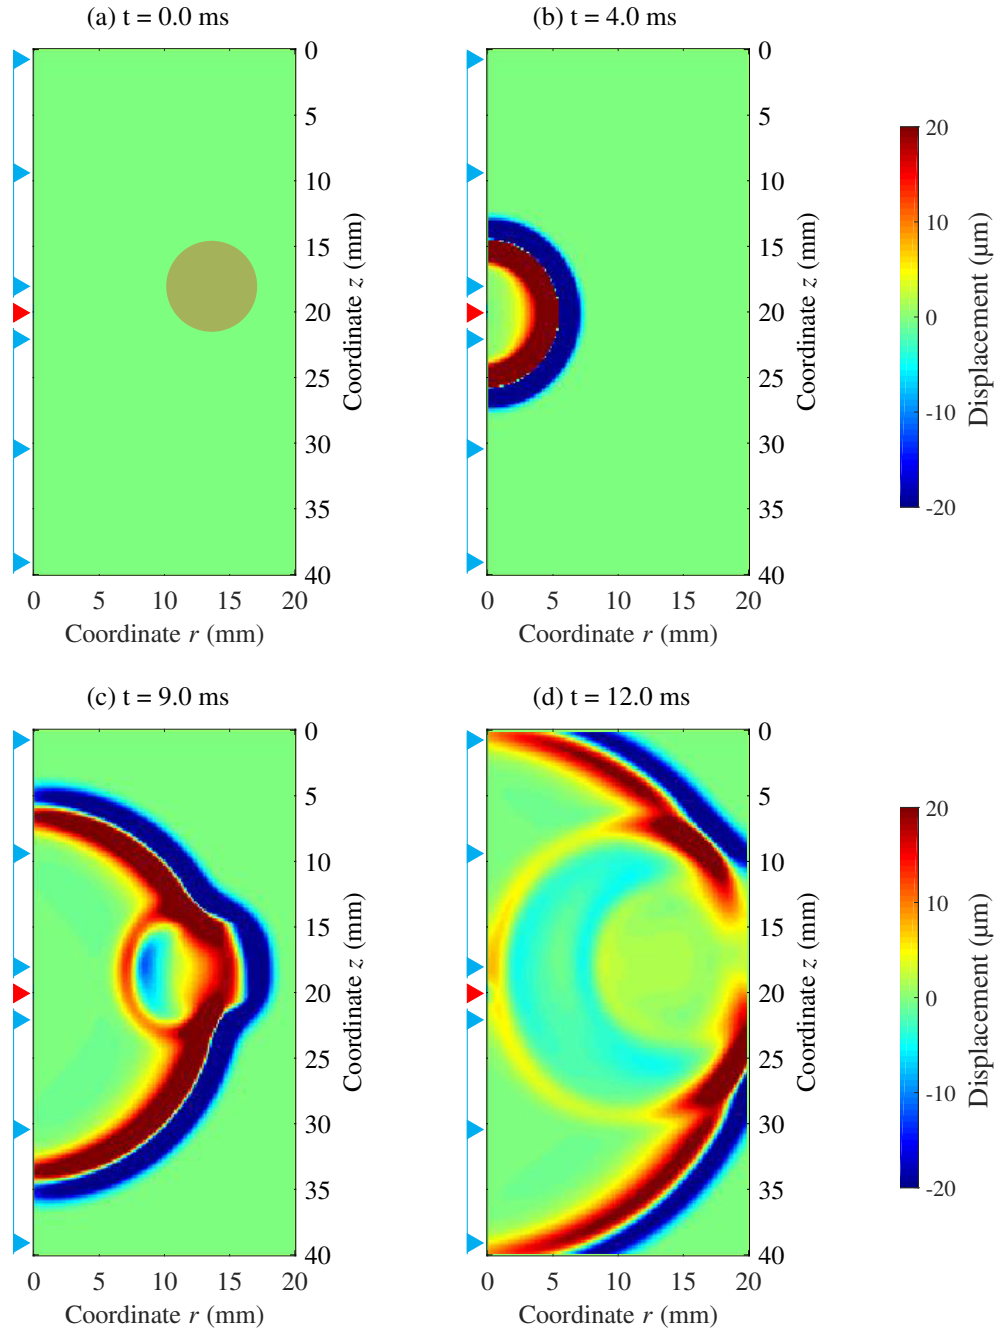 (a) t = 0.0 ms
(b) t = 4.0 ms
0
5
10
15
20
25
30
35
40
Coordinate z (mm)
0 5 10 15 20
Coordinate r (mm)
0
5
10
15
20
25
30
35
40
Coordinate z (mm)
0 5 10 15 20
Coordinate r (mm)
20
10
0
-10
-20
Displacement (μm)
(c) t = 9.0 ms
(d) t = 12.0 ms
0
5
10
15
20
25
30
35
40
Coordinate z (mm)
0 5 10 15 20
Coordinate r (mm)
0
5
10
15
20
25
30
35
40
Coordinate z (mm)
0 5 10 15 20
Coordinate r (mm)
20
10
0
-10
-20
Displacement (μm)